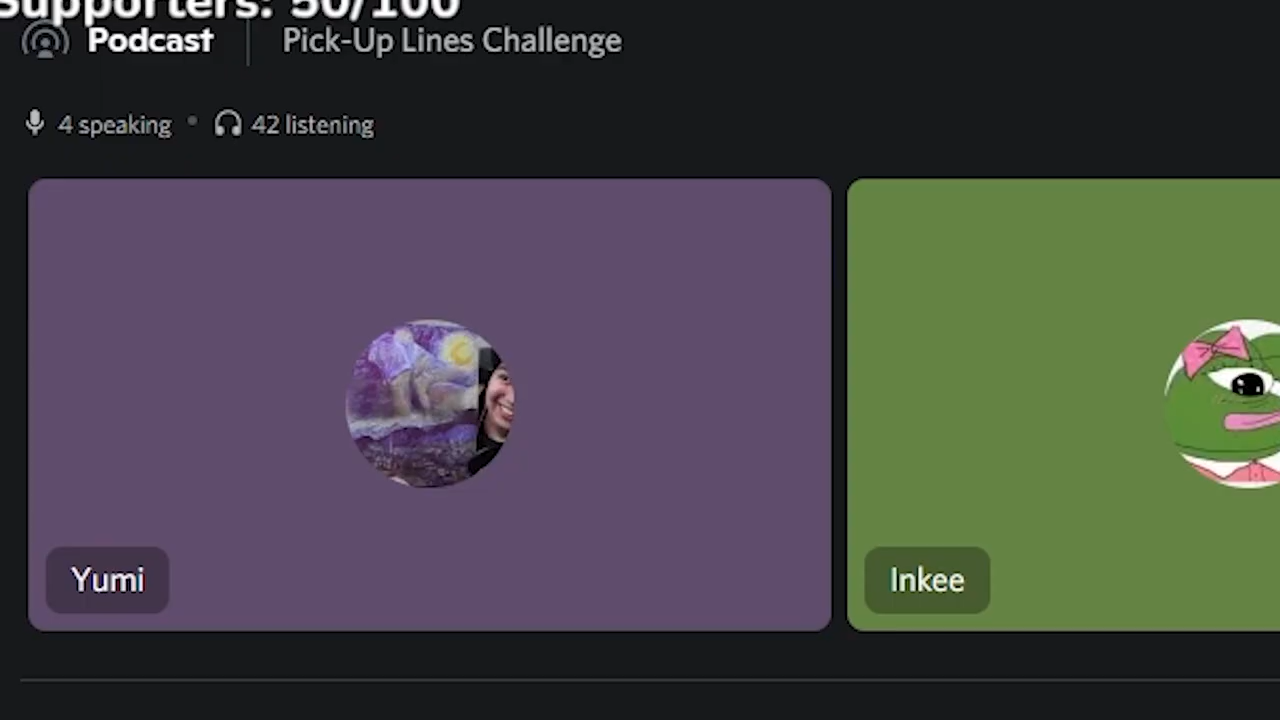 Supporters: 50/100
Podcast Pick-Up Lines Challenge
4 speaking • 42 listening
Yumi
Inkee